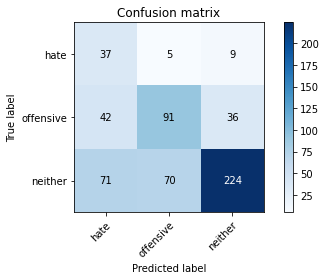 Confusion matrix
True label
hate
37
5
9
offensive
42
91
36
neither
71
70
224
hate
offensive
neither
Predicted label
200
175
150
125
100
75
50
25